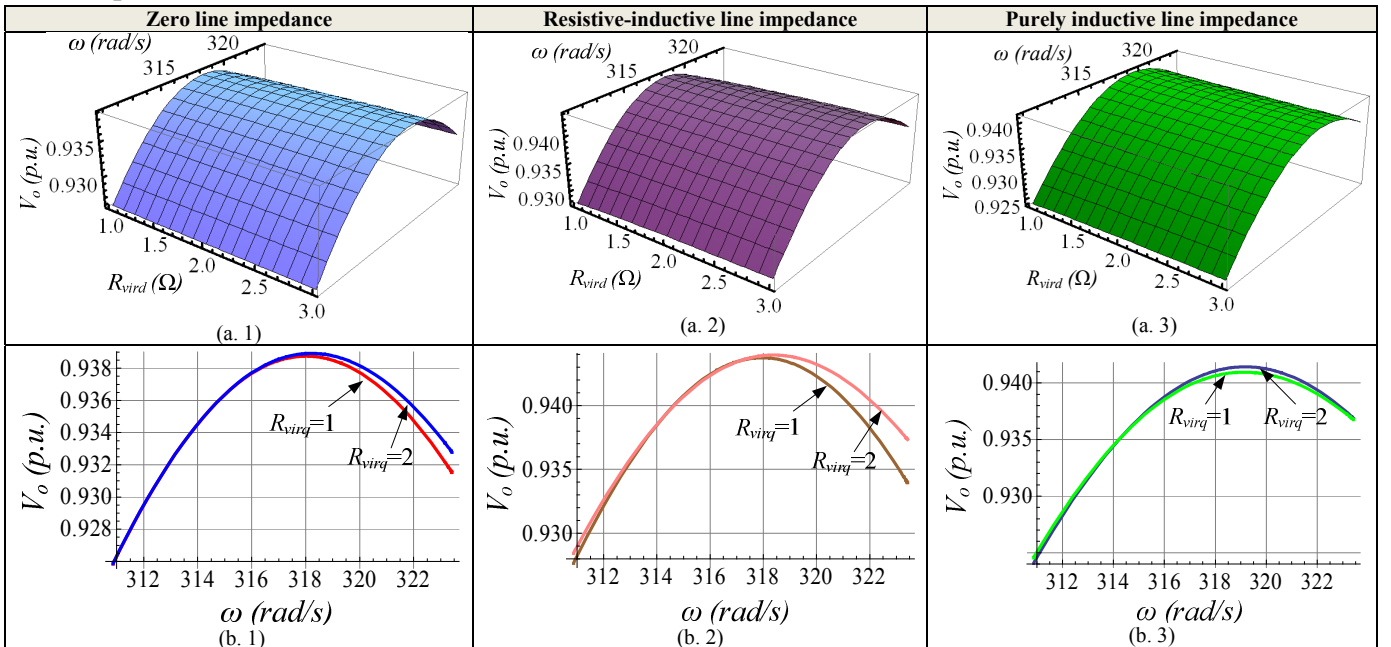 Zero line impedance
Resistive-inductive line impedance
Purely inductive line impedance
ω (rad/s)
320
315
0.935
0.930
V_o (p.u.)
1.0
1.5
2.0
2.5
3.0
R_vird (Ω)
(a. 1)
ω (rad/s)
320
315
0.940
0.935
0.930
V_o (p.u.)
1.0
1.5
2.0
2.5
3.0
R_vird (Ω)
(a. 2)
ω (rad/s)
320
315
0.940
0.935
0.930
0.925
V_o (p.u.)
1.0
1.5
2.0
2.5
3.0
R_vird (Ω)
(a. 3)
0.938
0.936
0.934
0.932
0.930
0.928
V_o (p.u.)
R_virq=1
R_virq=2
312 314 316 318 320 322
ω (rad/s)
(b. 1)
0.940
0.935
0.930
V_o (p.u.)
R_virq=1
R_virq=2
312 314 316 318 320 322
ω (rad/s)
(b. 2)
0.940
0.935
0.930
V_o (p.u.)
R_virq=1
R_virq=2
312 314 316 318 320 322
ω (rad/s)
(b. 3)